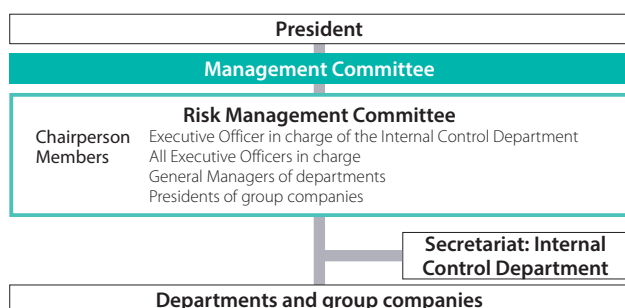 President
Management Committee
Risk Management Committee
Chairperson Executive Officer in charge of the Internal Control Department
Members All Executive Officers in charge
General Managers of departments
Presidents of group companies
Secretariat: Internal
Control Department
Departments and group companies